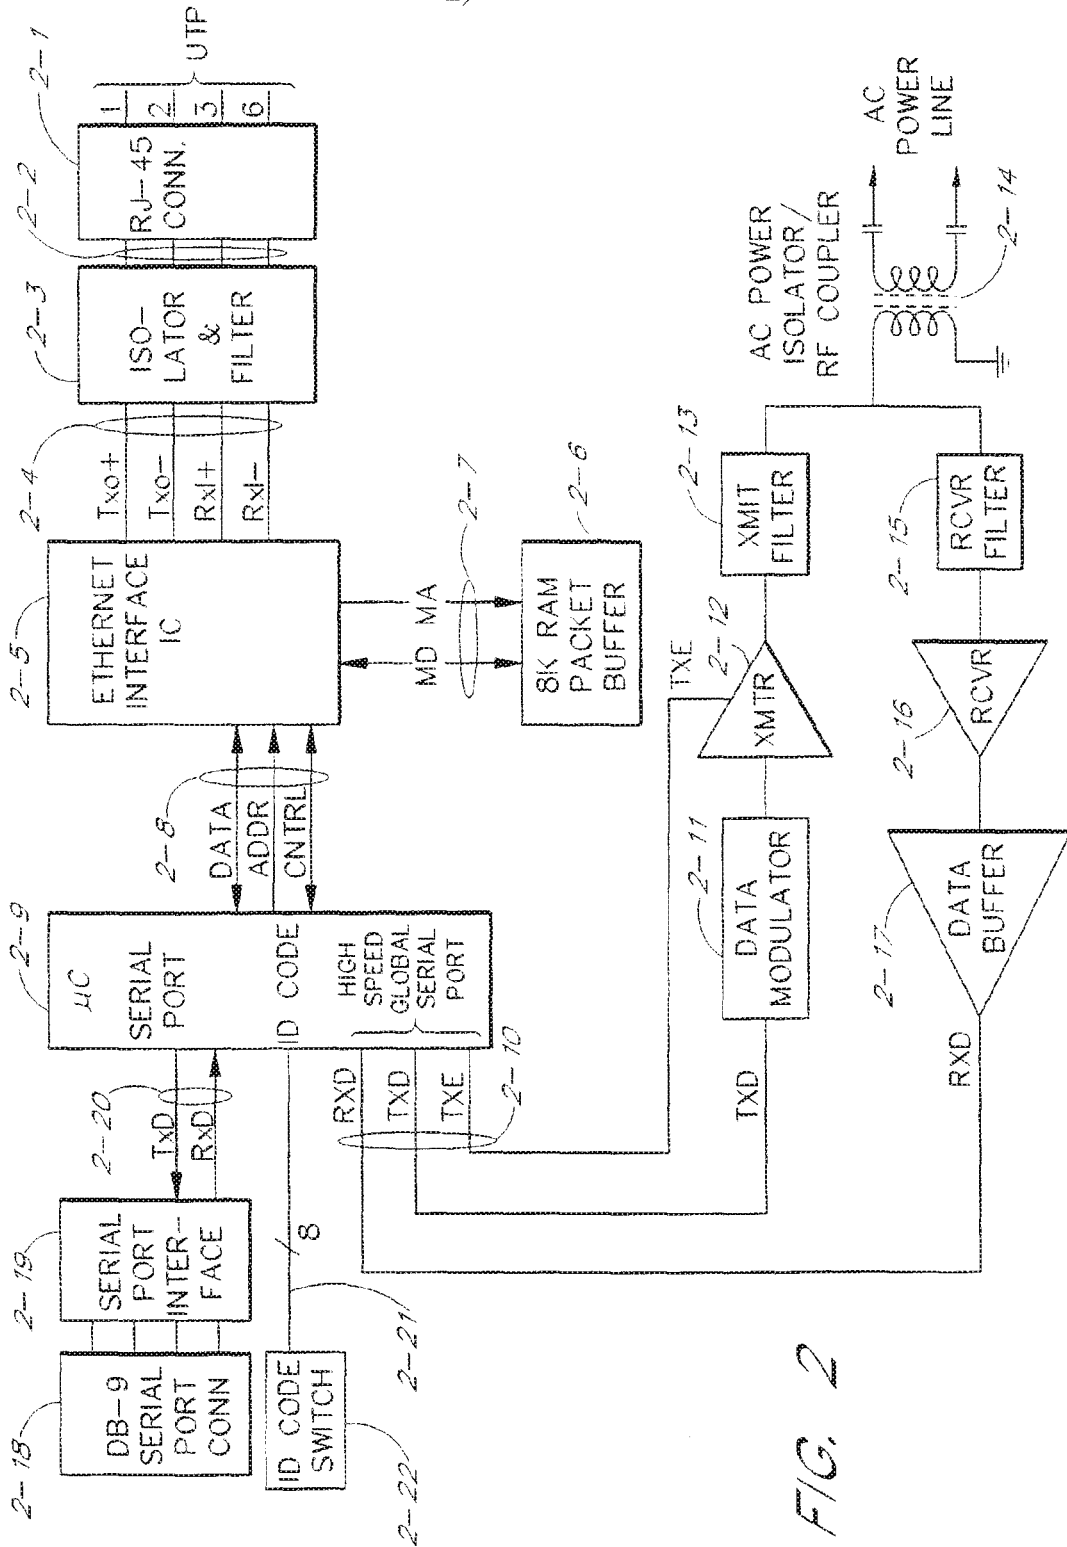 2-18
DB-9
SERIAL
PORT
CONN
2-19
SERIAL
PORT
INTER-
FACE
2-20
TxD
RxD
2-9
µC
SERIAL
PORT
ID CODE
HIGH
SPEED
GLOBAL
SERIAL
PORT
2-8
DATA
ADDR
CNTRL
2-5
ETHERNET
INTERFACE
IC
2-4
Txo+
Txo-
RxI+
RxI-
2-3
ISO-
LATOR
&
FILTER
2-2
2-1
RJ-45
CONN.
1
2
3
6
UTP
2-22
ID CODE
SWITCH
2-21
8
RXD
TXD
TXE
2-10
MD
MA
2-7
8K RAM
PACKET
BUFFER
2-6
TXD
2-11
DATA
MODULATOR
TXE
2-12
XMTR
2-13
XMIT
FILTER
AC POWER
ISOLATOR/
RF COUPLER
AC
POWER
LINE
2-14
RXD
2-17
DATA
BUFFER
2-16
RCVR
2-15
RCVR
FILTER
FIG. 2